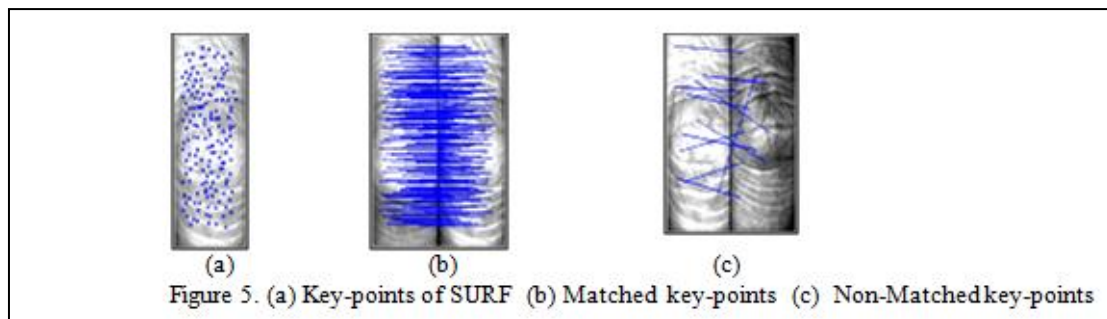 (a) (b) (c)
Figure 5. (a) Key-points of SURF (b) Matched key-points (c) Non-Matched key-points